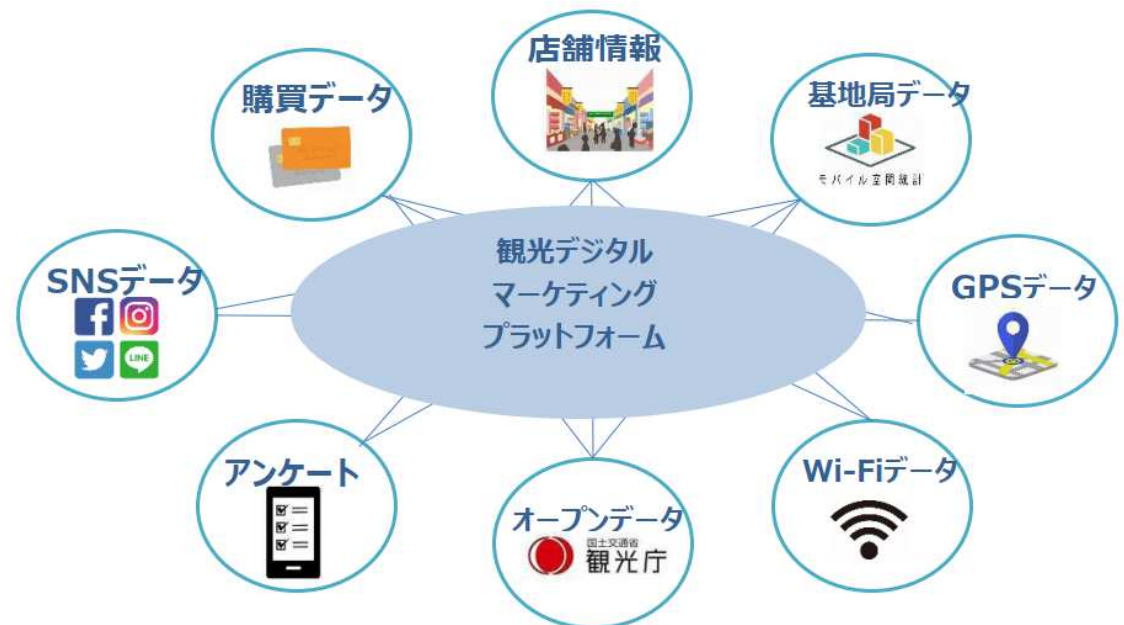 店舗情報
購買データ
基地局データ
モバイル空間統計
観光デジタル
マーケティング
プラットフォーム
SNSデータ
LINE
GPSデータ
アンケート
Wi-Fiデータ
オープンデータ
国土交通省
観光庁